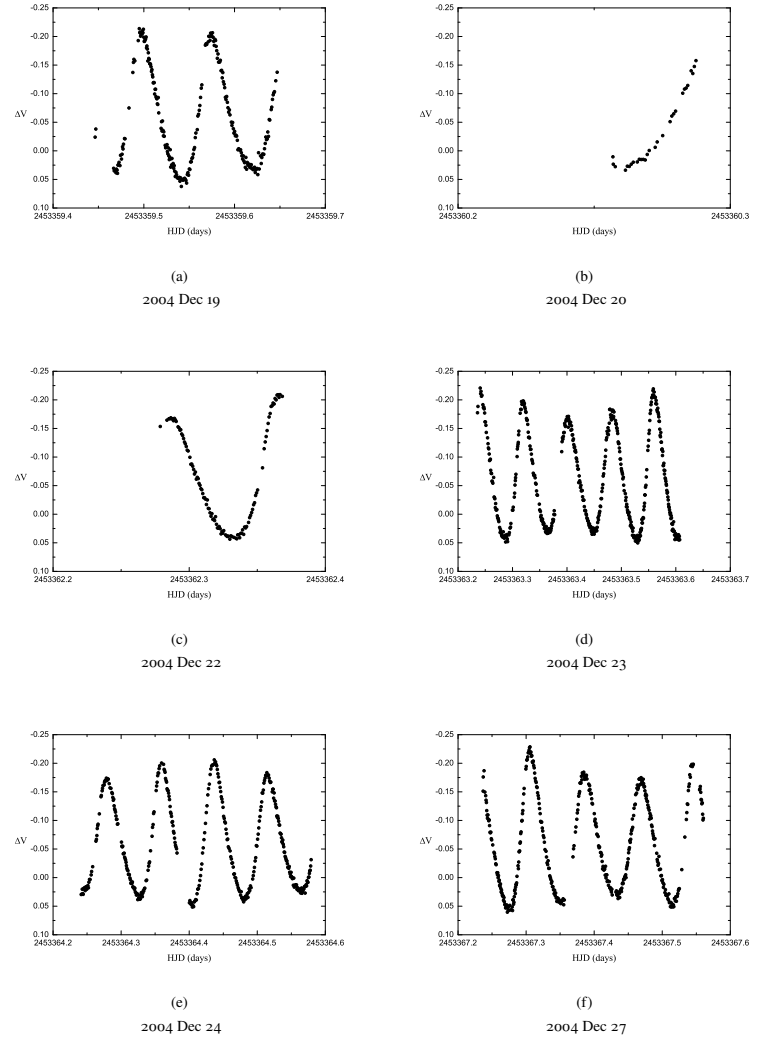 -0.25
-0.20
-0.15
-0.10
ΔV
-0.05
0.00
0.05
0.10
2453359.4 2453359.5 2453359.6 2453359.7
HJD (days)
(a)
2004 Dec 19
-0.25
-0.20
-0.15
-0.10
ΔV
-0.05
0.00
0.05
0.10
2453360.2 2453360.3
HJD (days)
(b)
2004 Dec 20
-0.25
-0.20
-0.15
-0.10
ΔV
-0.05
0.00
0.05
0.10
2453362.2 2453362.3 2453362.4
HJD (days)
(c)
2004 Dec 22
-0.25
-0.20
-0.15
-0.10
ΔV
-0.05
0.00
0.05
0.10
2453363.2 2453363.3 2453363.4 2453363.5 2453363.6 2453363.7
HJD (days)
(d)
2004 Dec 23
-0.25
-0.20
-0.15
-0.10
ΔV
-0.05
0.00
0.05
0.10
2453364.2 2453364.3 2453364.4 2453364.5 2453364.6
HJD (days)
(e)
2004 Dec 24
-0.25
-0.20
-0.15
-0.10
ΔV
-0.05
0.00
0.05
0.10
2453367.2 2453367.3 2453367.4 2453367.5 2453367.6
HJD (days)
(f)
2004 Dec 27